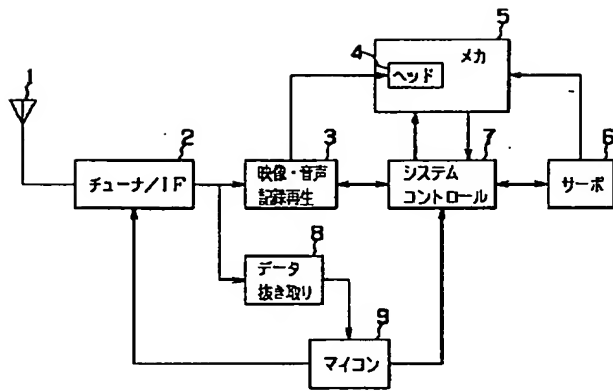 5
4
メカ
ヘッド
1
2
チューナ/IF
3
映像・音声
記録再生
7
システム
コントロール
6
サーボ
8
データ
抜き取り
9
マイコン